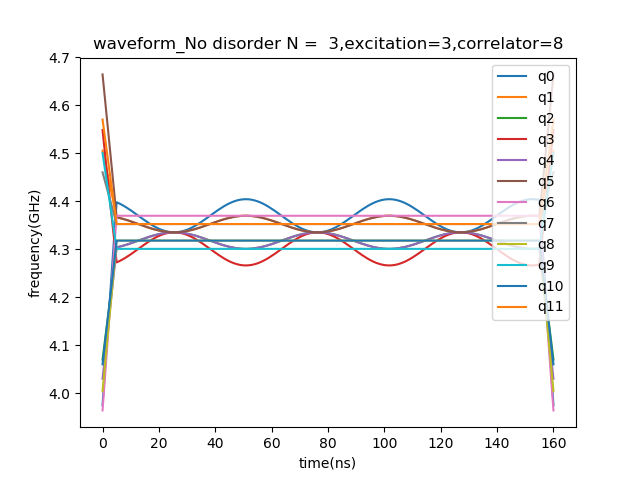 waveform_No disorder N =  3,excitation=3,correlator=8
frequency(GHz)
4.7
4.6
4.5
4.4
4.3
4.2
4.1
4.0
q0
q1
q2
q3
q4
q5
q6
q7
q8
q9
q10
q11
0
20
40
60
80
100
120
140
160
time(ns)